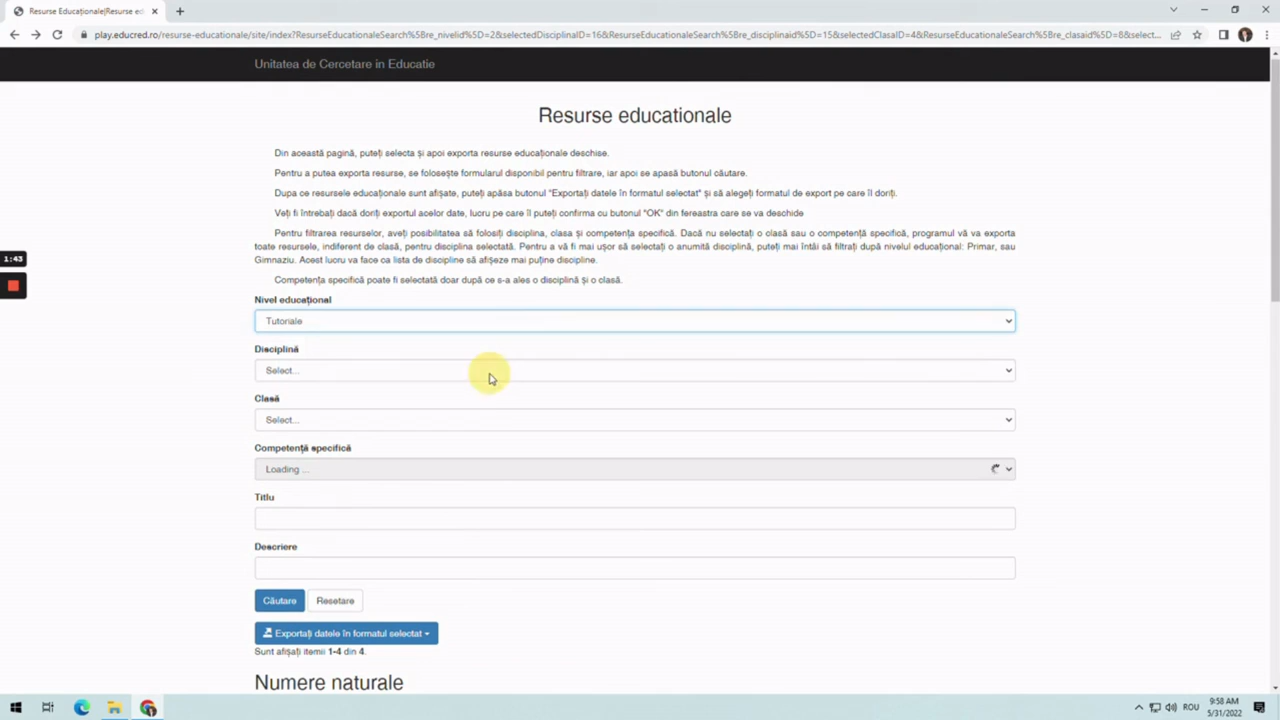 Resurse Educaționale|Resurse ed
play.educred.ro/resurse-educationale/site/index?ResurseEducationaleSearch%5Bre_nivelid%5D=2&selectedDisciplinaID=16&ResurseEducationaleSearch%5Bre_disciplinaid%5D=15&selectedClasaID=4&ResurseEducationaleSearch%5Bre_clasaid%5D=8&select...
Unitatea de Cercetare in Educatie
Resurse educationale
Din această pagină, puteți selecta și apoi exporta resurse educaționale deschise.
Pentru a putea exporta resurse, se folosește formularul disponibil pentru filtrare, iar apoi se apasă butonul căutare.
Dupa ce resursele educaționale sunt afișate, puteți apăsa butonul "Exportați datele în formatul selectat" și să alegeți formatul de export pe care îl doriți.
Veți fi întrebați dacă doriți exportul acelor date, lucru pe care îl puteți confirma cu butonul "OK" din fereastra care se va deschide
Pentru filtrarea resurselor, aveți posibilitatea să folosiți disciplina, clasa și competența specifică. Dacă nu selectați o clasă sau o competență specifică, programul vă va exporta
toate resursele, indiferent de clasă, pentru disciplina selectată. Pentru a vă fi mai ușor să selectați o anumită disciplină, puteți mai întâi să filtrați după nivelul educațional: Primar, sau
Gimnaziu. Acest lucru va face ca lista de discipline să afișeze mai puține discipline.
Competența specifică poate fi selectată doar după ce s-a ales o disciplină și o clasă.
1:43
Nivel educațional
Tutoriale
Disciplină
Select...
Clasă
Select...
Competență specifică
Loading ...
Titlu
Descriere
Căutare Resetare
Exportați datele în formatul selectat
Sunt afișați itemii 1-4 din 4.
Numere naturale
ROU
9:58 AM
5/31/2022